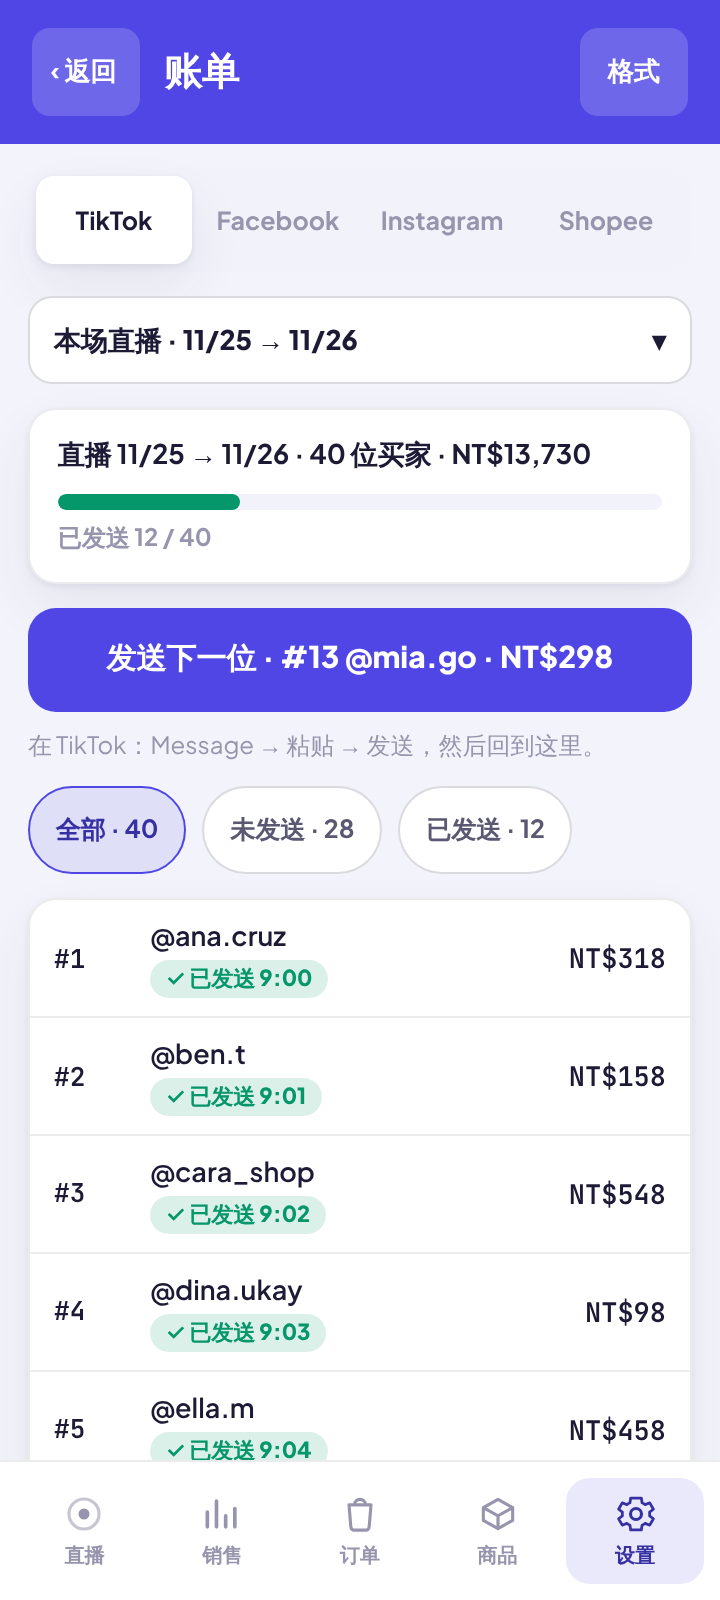 ‹ 返回
账单
格式
TikTok
Facebook
Instagram
Shopee
本场直播 · 11/25 → 11/26
▼
直播 11/25 → 11/26 · 40 位买家 · NT$13,730
已发送 12 / 40
发送下一位 · #13 @mia.go · NT$298
在 TikTok：Message → 粘贴 → 发送，然后回到这里。
全部 · 40
未发送 · 28
已发送 · 12
#1
@ana.cruz
✓ 已发送 9:00
NT$318
#2
@ben.t
✓ 已发送 9:01
NT$158
#3
@cara_shop
✓ 已发送 9:02
NT$548
#4
@dina.ukay
✓ 已发送 9:03
NT$98
#5
@ella.m
✓ 已发送 9:04
NT$458
直播
销售
订单
商品
设置